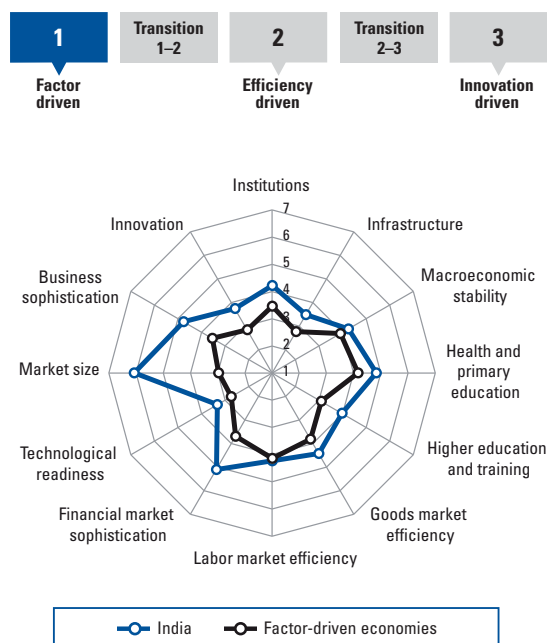 1
Transition
1–2
2
Transition
2–3
3
Factor
driven
Efficiency
driven
Innovation
driven
Institutions
7
Innovation
Infrastructure
6
5
Business
sophistication
Macroeconomic
stability
4
3
2
Market size
1
Health and
primary
education
Technological
readiness
Higher education
and training
Financial market
sophistication
Goods market
efficiency
Labor market efficiency
India
Factor-driven economies